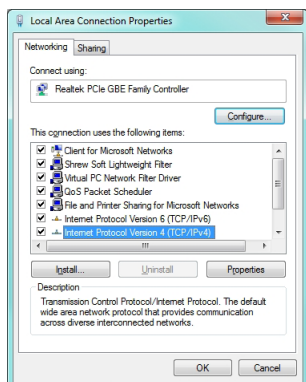 Local Area Connection Properties
Networking
Sharing
Connect using:
Realtek PCIe GBE Family Controller
Configure...
This connection uses the following items:
Client for Microsoft Networks
Shrew Soft Lightweight Filter
Virtual PC Network Filter Driver
QoS Packet Scheduler
File and Printer Sharing for Microsoft Networks
Internet Protocol Version 6 (TCP/IPv6)
Internet Protocol Version 4 (TCP/IPv4)
Install...
Uninstall
Properties
Description
Transmission Control Protocol/Internet Protocol. The default
wide area network protocol that provides communication
across diverse interconnected networks.
OK
Cancel